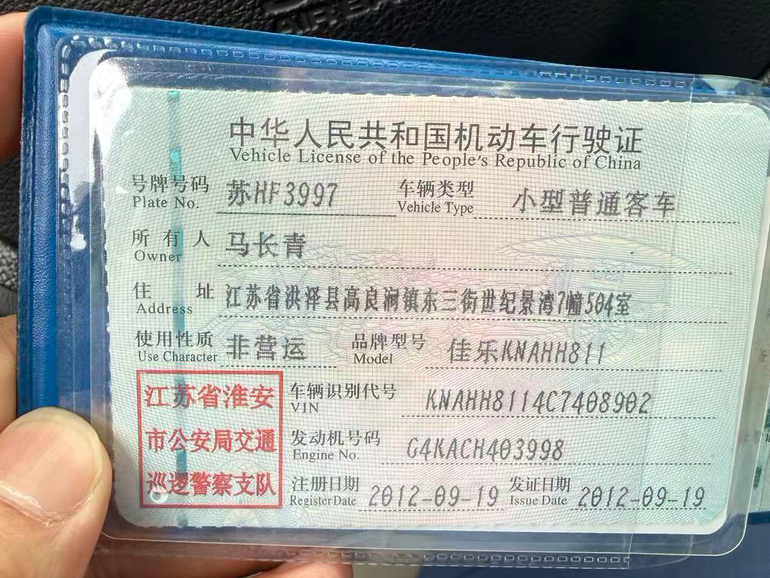 中华人民共和国机动车行驶证
Vehicle License of the People's Republic of China
号牌号码 苏HF3997 车辆类型 小型普通客车
Plate No. Vehicle Type
所有人 马长青
Owner
住址 江苏省洪泽县高良涧镇东三街世纪景湾7幢504室
Address
使用性质 非营运 品牌型号 佳乐KNAHH811
Use Character Model
江苏省淮安
市公安局交通
巡逻警察支队
车辆识别代号 KNAHH8114C7408902
VIN
发动机号码 G4KACH403998
Engine No.
注册日期 2012-09-19 发证日期 2012-09-19
Register Date Issue Date